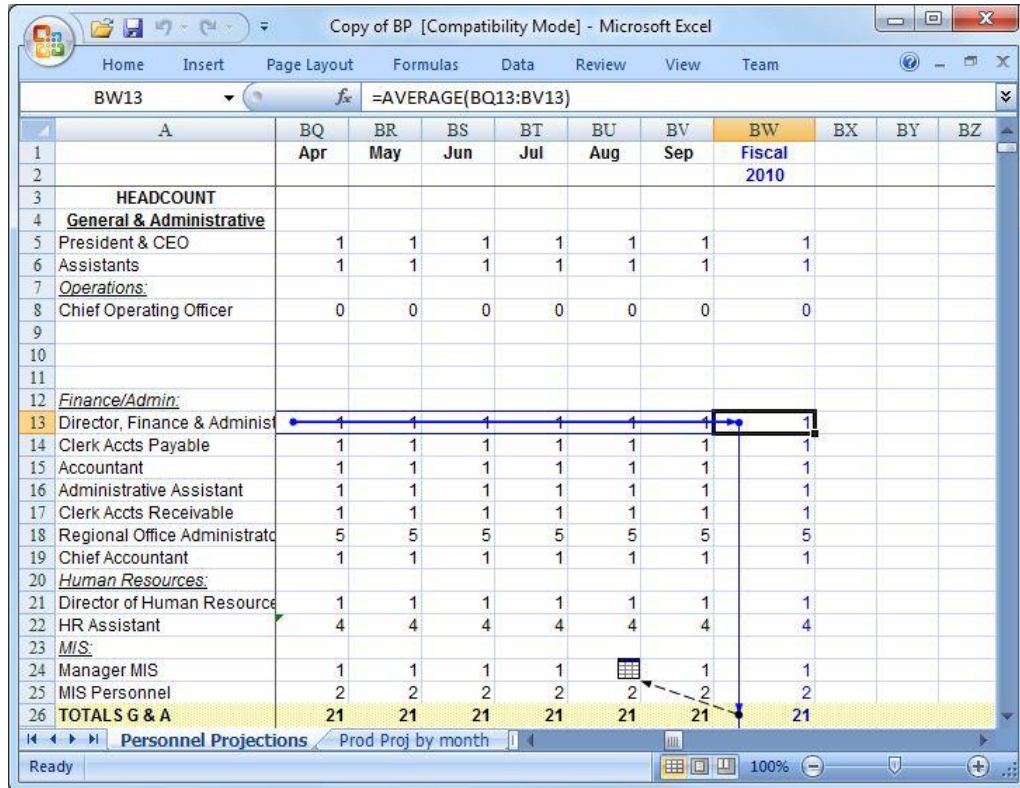 Copy of BP [Compatibility Mode] - Microsoft Excel
Home Insert Page Layout Formulas Data Review View Team
BW13 fx =AVERAGE(BQ13:BV13)
A BQ BR BS BT BU BV BW BX BY BZ
1 Apr May Jun Jul Aug Sep Fiscal
2 2010
3 HEADCOUNT
4 General & Administrative
5 President & CEO 1 1 1 1 1 1 1
6 Assistants 1 1 1 1 1 1 1
7 Operations:
8 Chief Operating Officer 0 0 0 0 0 0 0
9
10
11
12 Finance/Admin:
13 Director, Finance & Administ 1 1 1 1 1 1 1
14 Clerk Accts Payable 1 1 1 1 1 1 1
15 Accountant 1 1 1 1 1 1 1
16 Administrative Assistant 1 1 1 1 1 1 1
17 Clerk Accts Receivable 1 1 1 1 1 1 1
18 Regional Office Administrato 5 5 5 5 5 5 5
19 Chief Accountant 1 1 1 1 1 1 1
20 Human Resources:
21 Director of Human Resource 1 1 1 1 1 1 1
22 HR Assistant 4 4 4 4 4 4 4
23 MIS:
24 Manager MIS 1 1 1 1 1 1
25 MIS Personnel 2 2 2 2 2 2 2
26 TOTALS G & A 21 21 21 21 21 21 21
Personnel Projections Prod Proj by month
Ready 100%